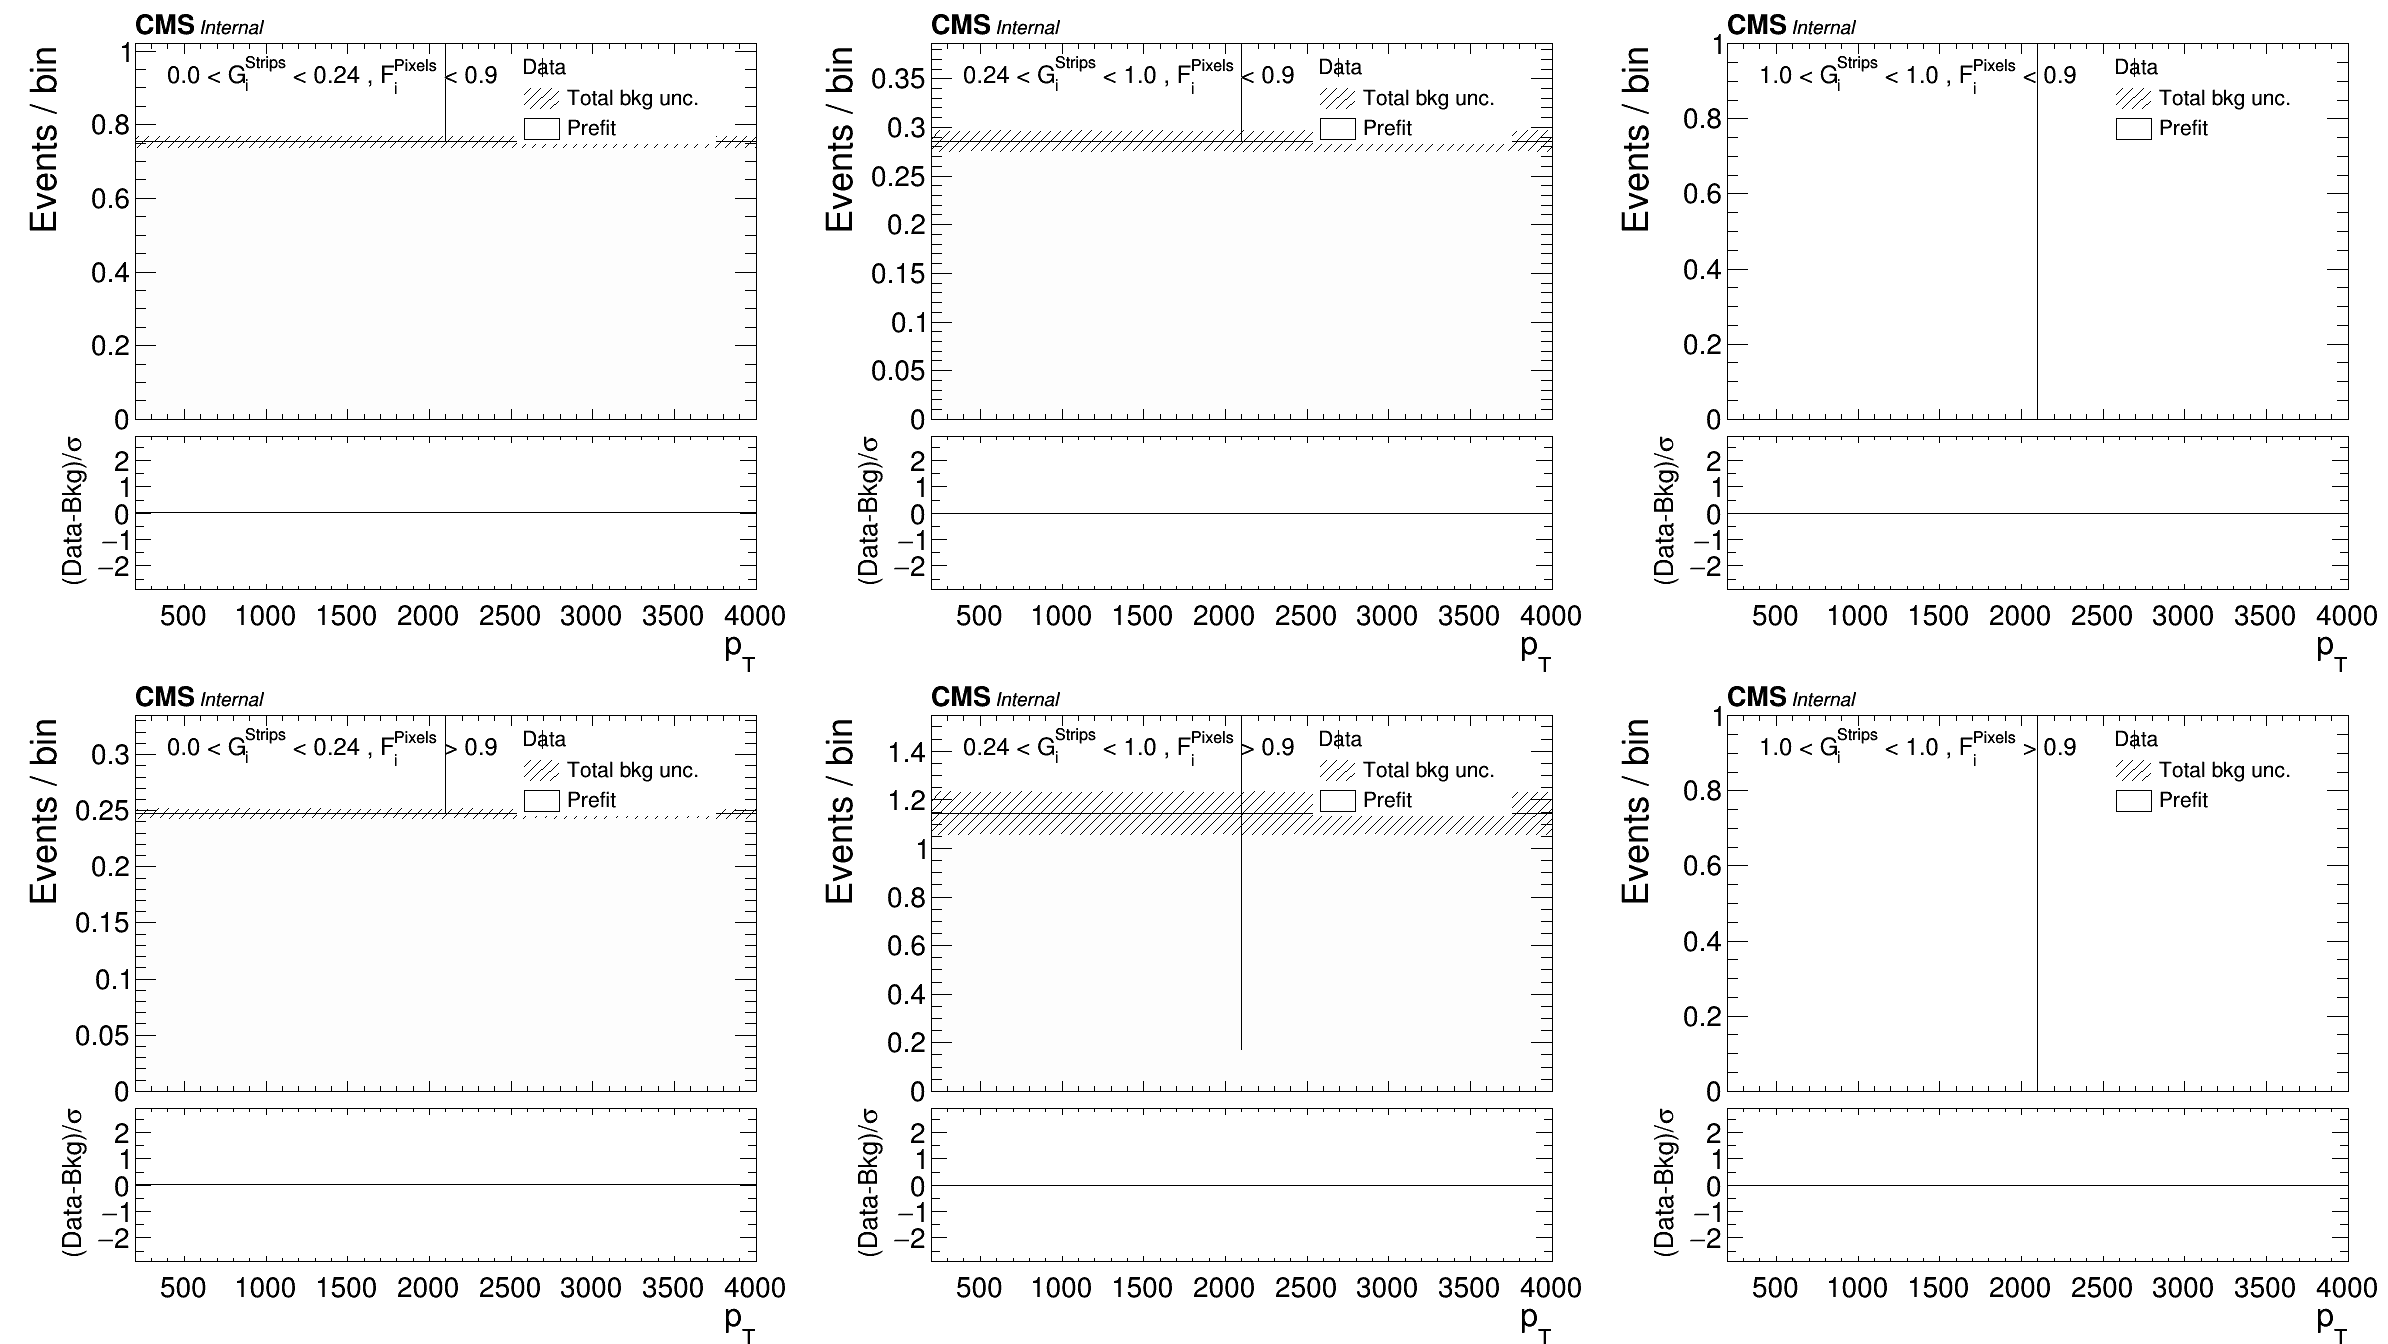 CMS Internal
Events / bin
0.0 < G_i^Strips < 0.24 , F_i^Pixels < 0.9
Data
Total bkg unc.
Prefit
1
0.8
0.6
0.4
0.2
0
(Data-Bkg)/σ
2
1
0
−1
−2
500 1000 1500 2000 2500 3000 3500 4000
p_T
CMS Internal
Events / bin
0.24 < G_i^Strips < 1.0 , F_i^Pixels < 0.9
Data
Total bkg unc.
Prefit
0.35
0.3
0.25
0.2
0.15
0.1
0.05
0
(Data-Bkg)/σ
2
1
0
−1
−2
500 1000 1500 2000 2500 3000 3500 4000
p_T
CMS Internal
Events / bin
1.0 < G_i^Strips < 1.0 , F_i^Pixels < 0.9
Data
Total bkg unc.
Prefit
1
0.8
0.6
0.4
0.2
0
(Data-Bkg)/σ
2
1
0
−1
−2
500 1000 1500 2000 2500 3000 3500 4000
p_T
CMS Internal
Events / bin
0.0 < G_i^Strips < 0.24 , F_i^Pixels > 0.9
Data
Total bkg unc.
Prefit
0.3
0.25
0.2
0.15
0.1
0.05
0
(Data-Bkg)/σ
2
1
0
−1
−2
500 1000 1500 2000 2500 3000 3500 4000
p_T
CMS Internal
Events / bin
0.24 < G_i^Strips < 1.0 , F_i^Pixels > 0.9
Data
Total bkg unc.
Prefit
1.4
1.2
1
0.8
0.6
0.4
0.2
0
(Data-Bkg)/σ
2
1
0
−1
−2
500 1000 1500 2000 2500 3000 3500 4000
p_T
CMS Internal
Events / bin
1.0 < G_i^Strips < 1.0 , F_i^Pixels > 0.9
Data
Total bkg unc.
Prefit
1
0.8
0.6
0.4
0.2
0
(Data-Bkg)/σ
2
1
0
−1
−2
500 1000 1500 2000 2500 3000 3500 4000
p_T